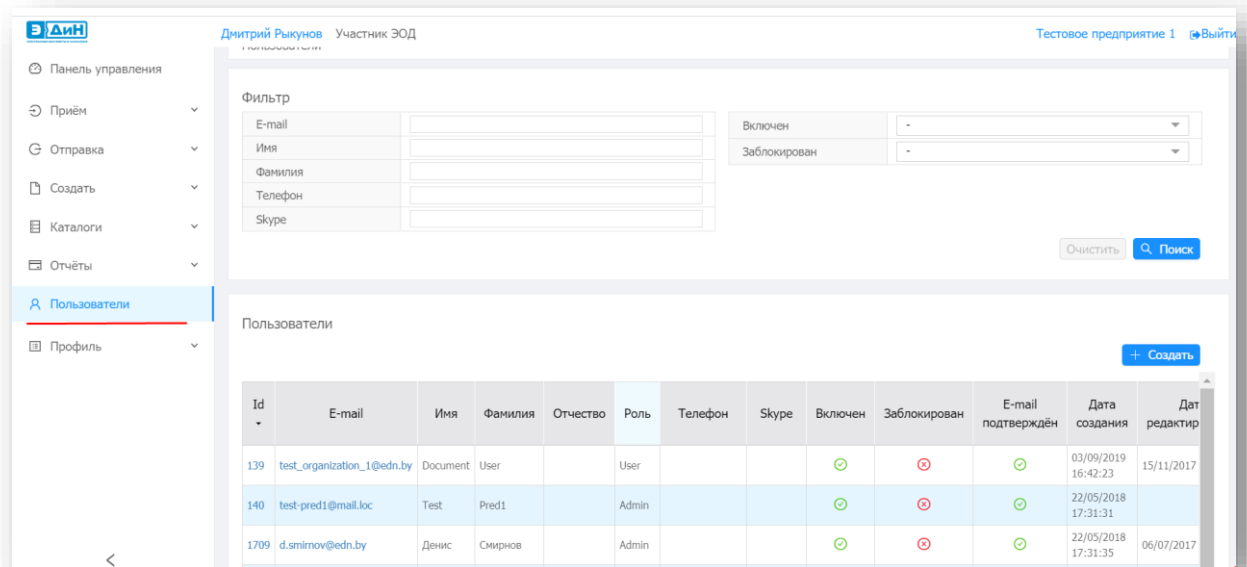 Э ДиН
Дмитрий Рыкунов Участник ЭОД Тестовое предприятие 1 Выйти
Пользователи
Панель управления
Приём
Отправка
Создать
Каталоги
Отчёты
Пользователи
Профиль
Фильтр
E-mail Включен -
Имя Заблокирован -
Фамилия
Телефон
Skype
Очистить Поиск
Пользователи
+ Создать
Id E-mail Имя Фамилия Отчество Роль Телефон Skype Включен Заблокирован E-mail подтверждён Дата создания Дат редактир
139 test_organization_1@edn.by Document User User 03/09/2019 16:42:23 15/11/2017
140 test-pred1@mail.loc Test Pred1 Admin 22/05/2018 17:31:31
1709 d.smirnov@edn.by Денис Смирнов Admin 22/05/2018 17:31:35 06/07/2017